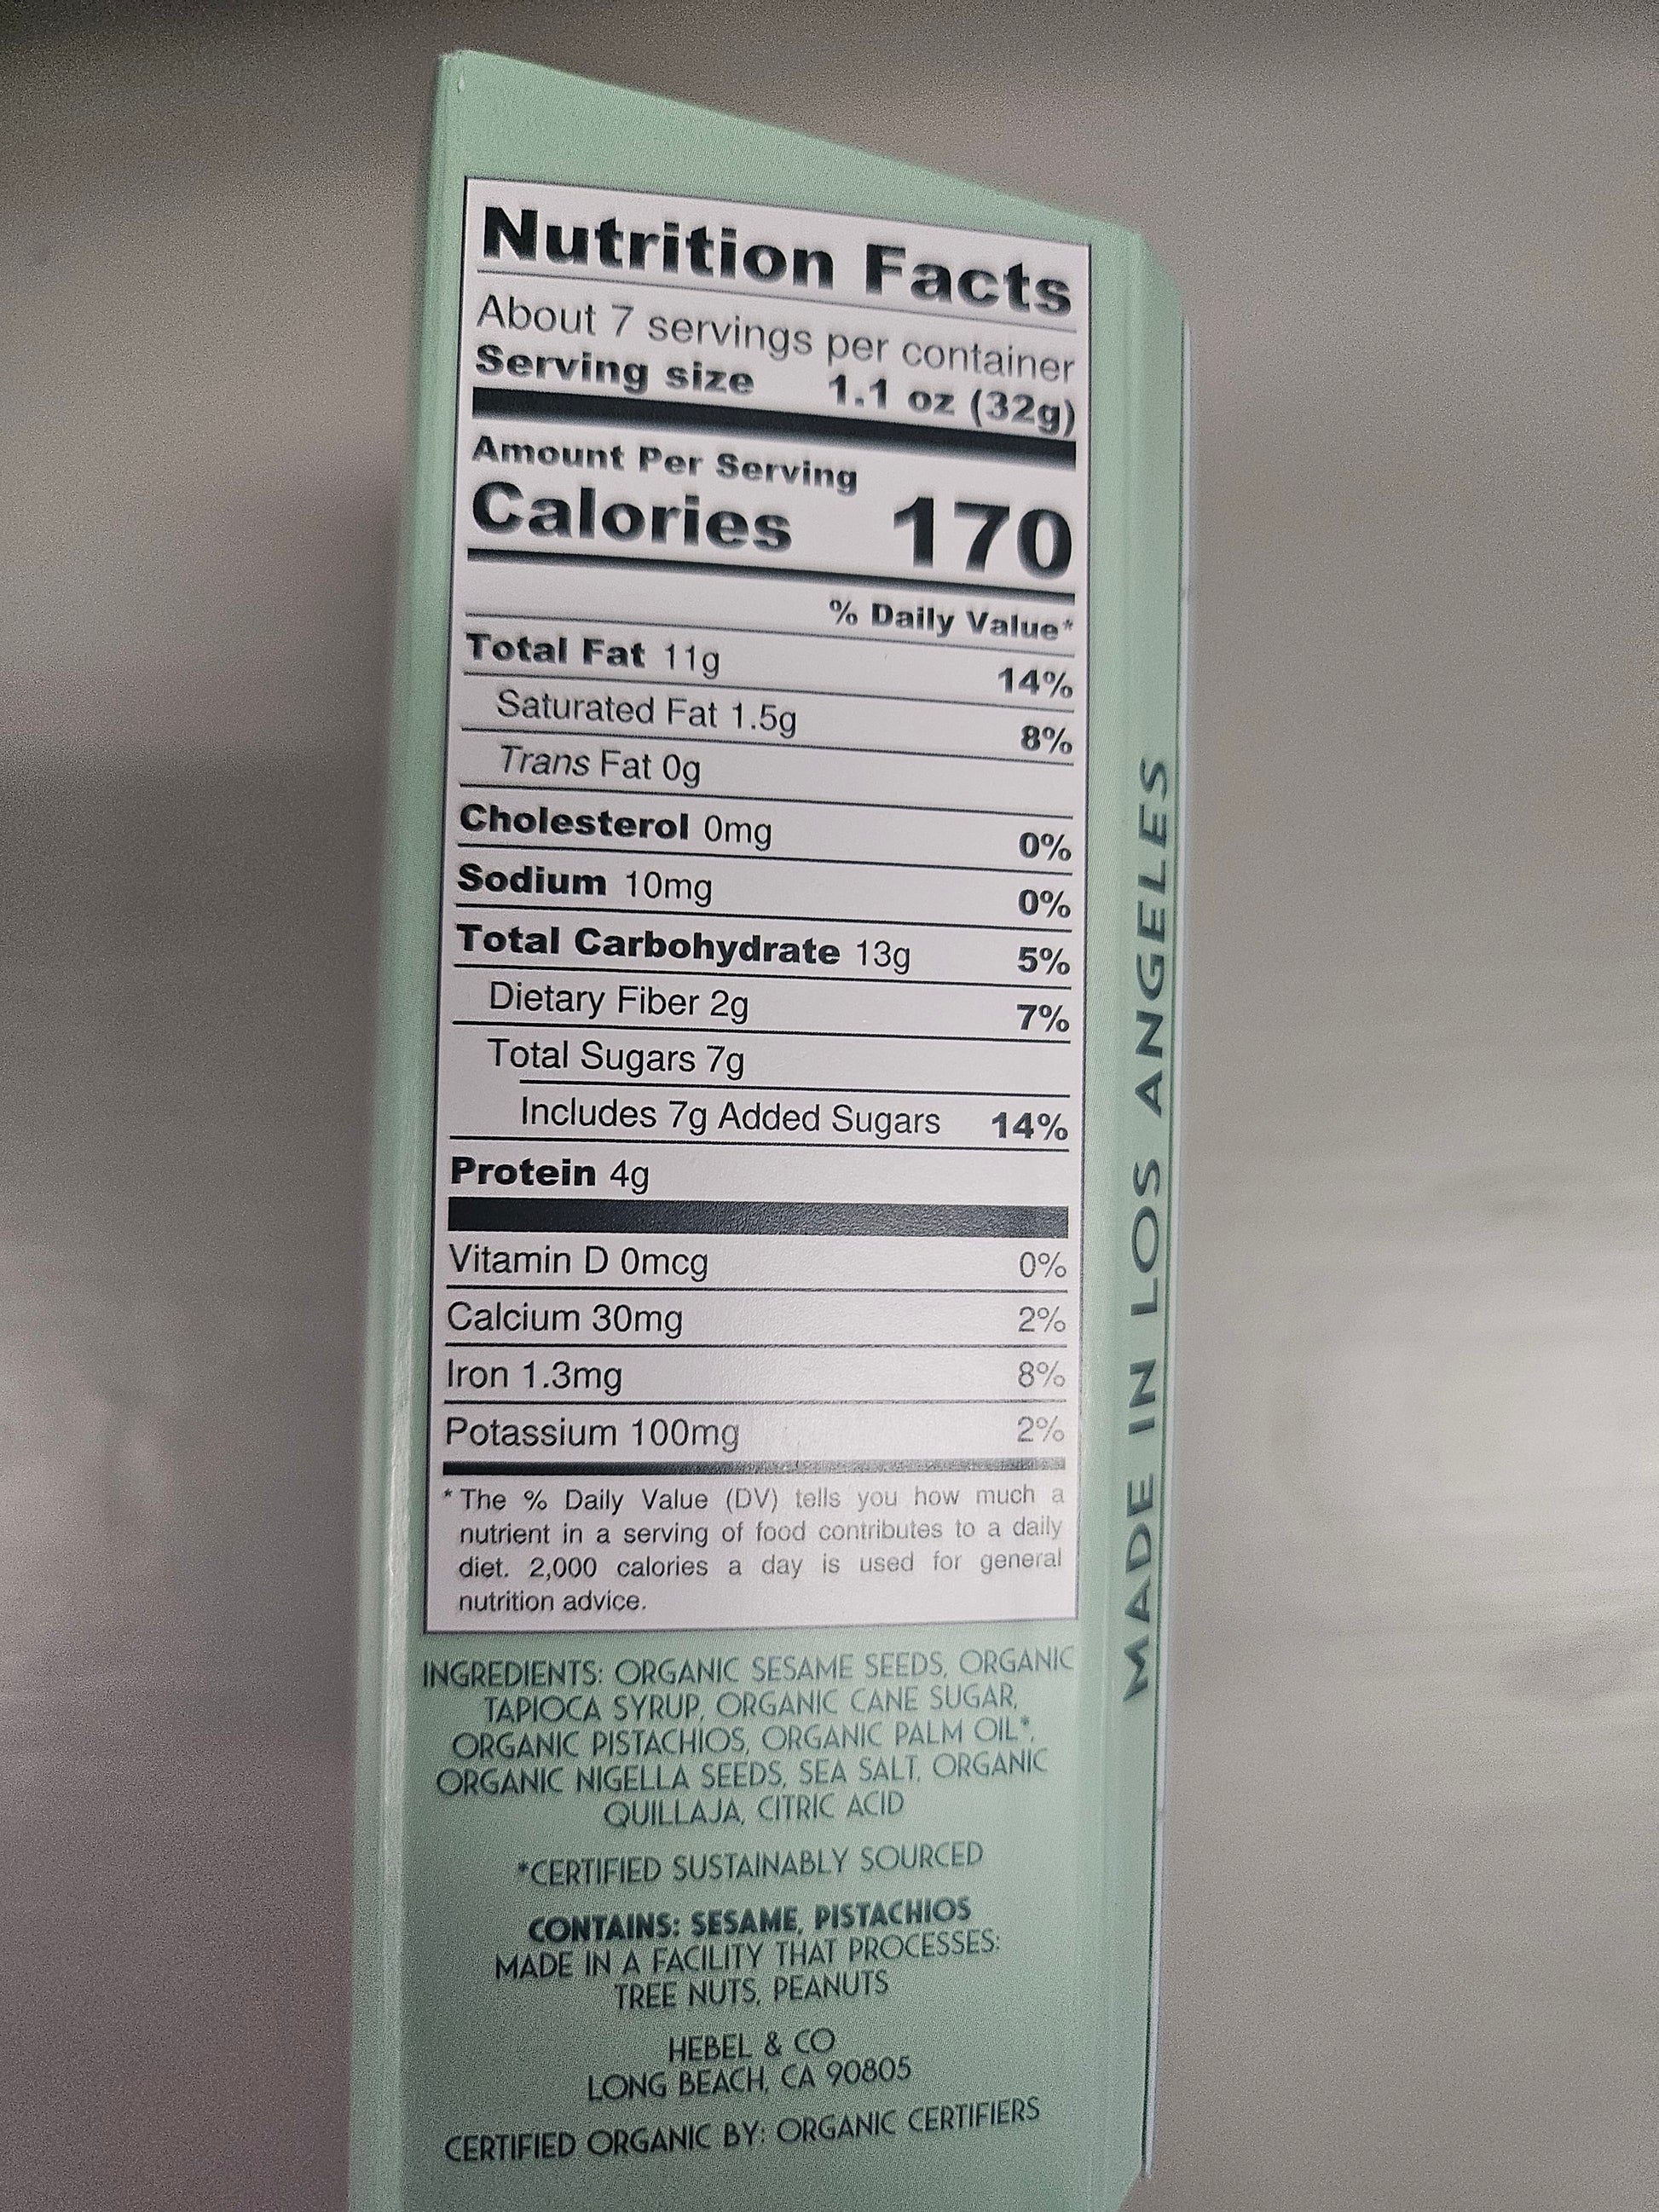 Nutrition Facts
About 7 servings per container
Serving size 1.1 oz (32g)
Amount Per Serving
Calories 170
% Daily Value*
Total Fat 11g 14%
Saturated Fat 1.5g 8%
Trans Fat 0g
Cholesterol 0mg 0%
Sodium 10mg 0%
Total Carbohydrate 13g 5%
Dietary Fiber 2g 7%
Total Sugars 7g
Includes 7g Added Sugars 14%
Protein 4g
Vitamin D 0mcg 0%
Calcium 30mg 2%
Iron 1.3mg 8%
Potassium 100mg 2%
* The % Daily Value (DV) tells you how much a
nutrient in a serving of food contributes to a daily
diet. 2,000 calories a day is used for general
nutrition advice.
INGREDIENTS: ORGANIC SESAME SEEDS, ORGANIC
TAPIOCA SYRUP, ORGANIC CANE SUGAR,
ORGANIC PISTACHIOS, ORGANIC PALM OIL*,
ORGANIC NIGELLA SEEDS, SEA SALT, ORGANIC
QUILLAJA, CITRIC ACID
*CERTIFIED SUSTAINABLY SOURCED
CONTAINS: SESAME, PISTACHIOS
MADE IN A FACILITY THAT PROCESSES:
TREE NUTS, PEANUTS
HEBEL & CO
LONG BEACH, CA 90805
CERTIFIED ORGANIC BY: ORGANIC CERTIFIERS
MADE IN LOS ANGELES